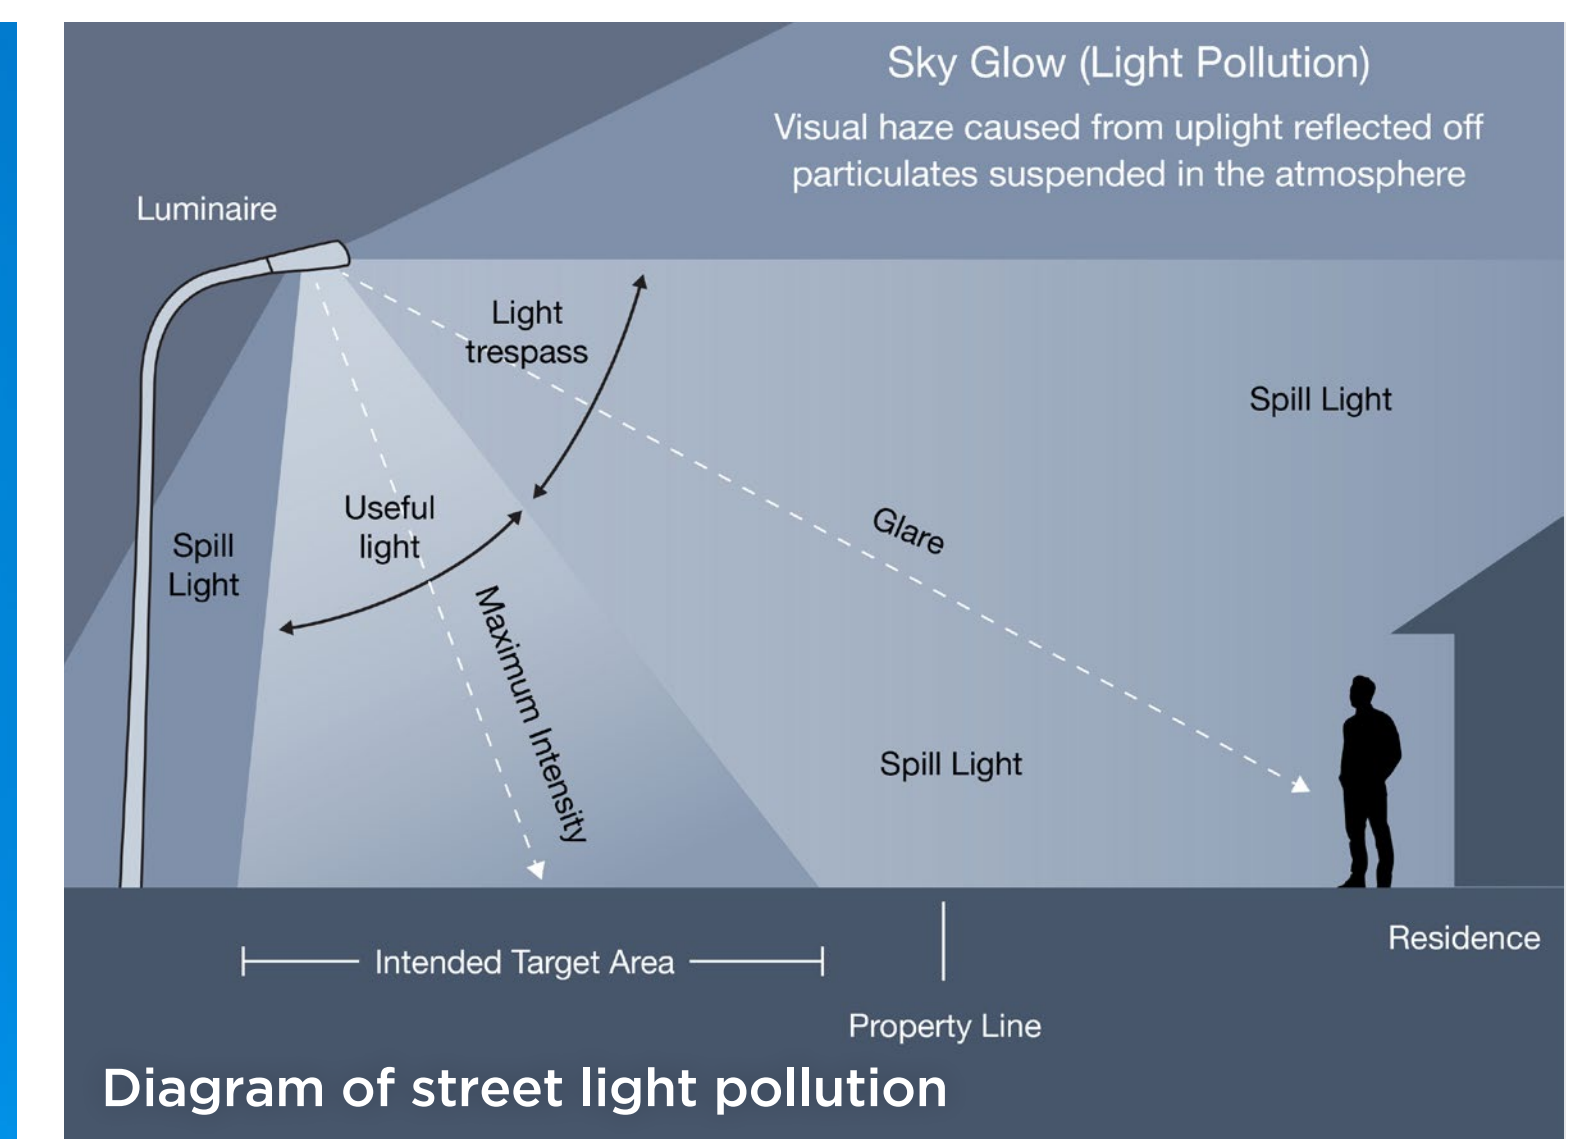 Sky Glow (Light Pollution)
Visual haze caused from uplight reflected off
particulates suspended in the atmosphere
Luminaire
Light
trespass
Spill Light
Useful
light
Glare
Spill
Light
Maximum Intensity
Spill Light
Residence
Intended Target Area
Property Line
Diagram of street light pollution